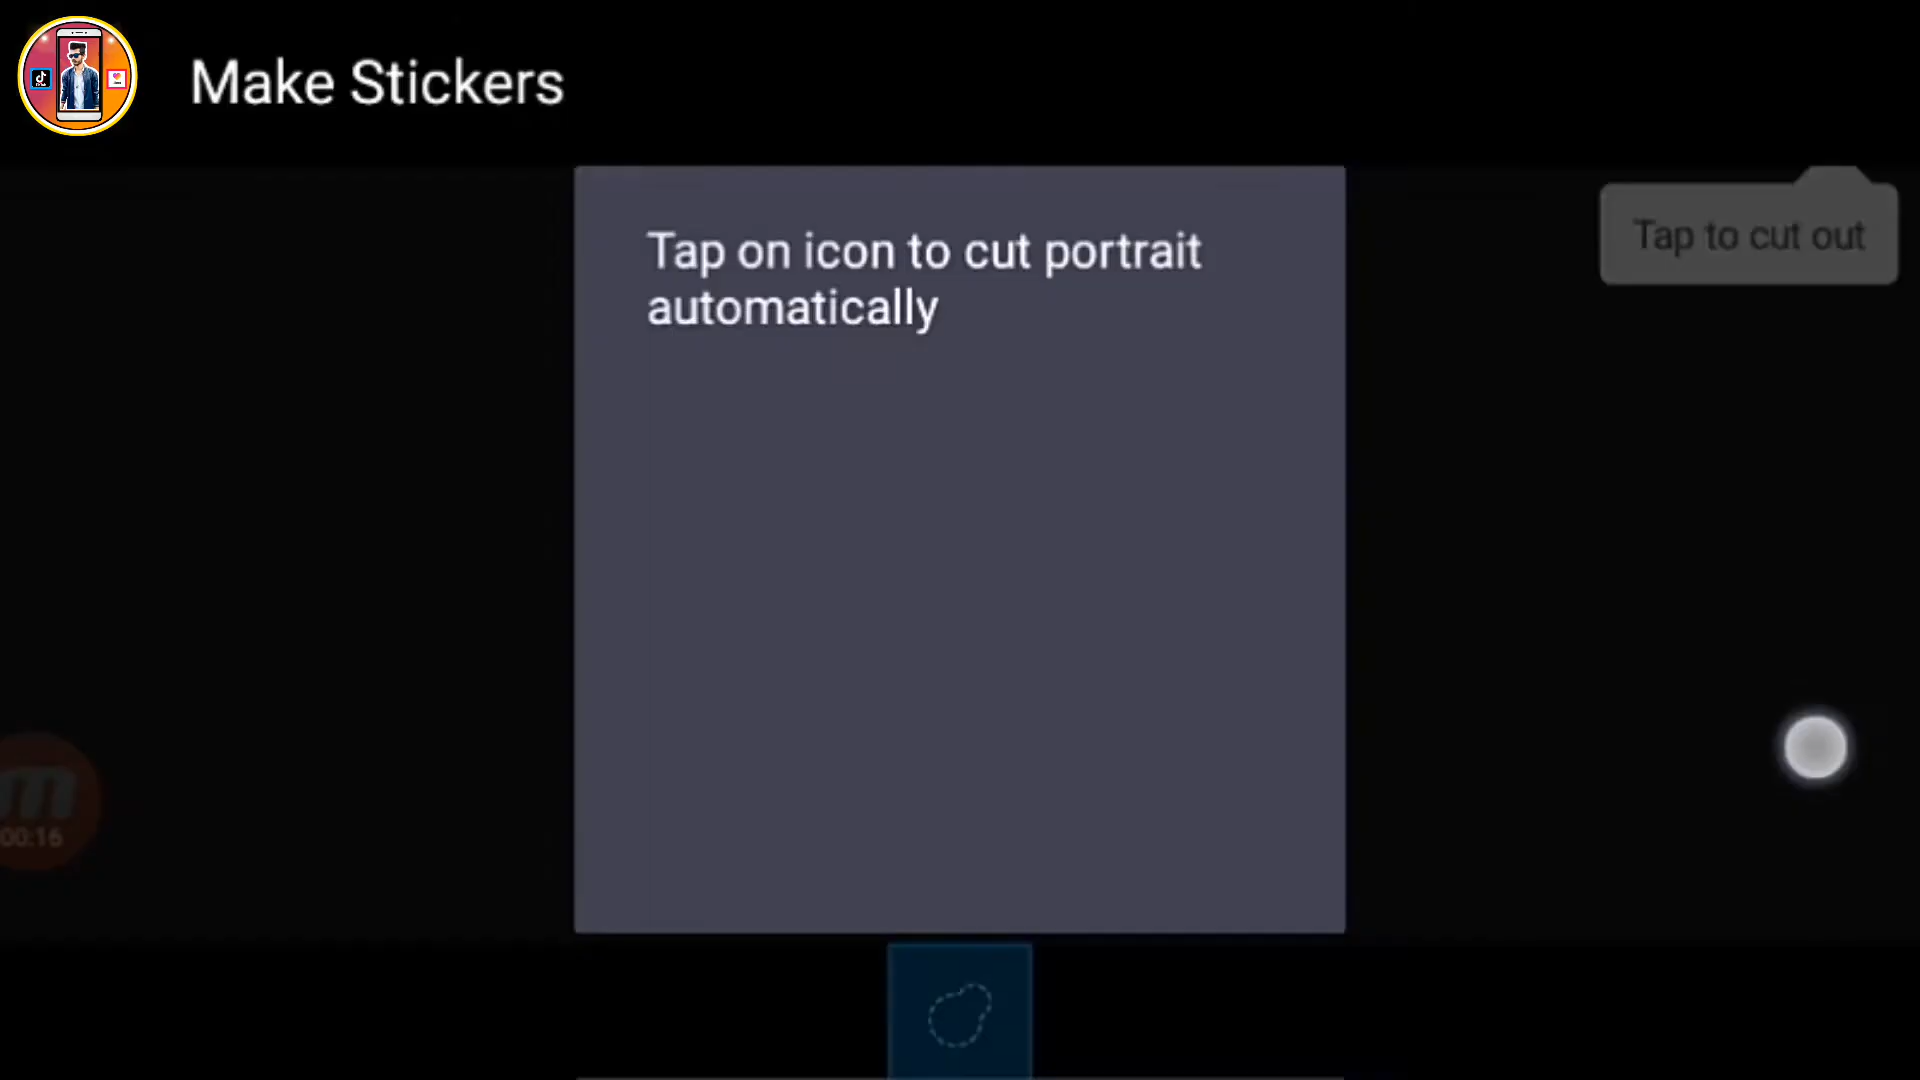 Make Stickers
Tap on icon to cut portrait
automatically
Tap to cut out
00:16